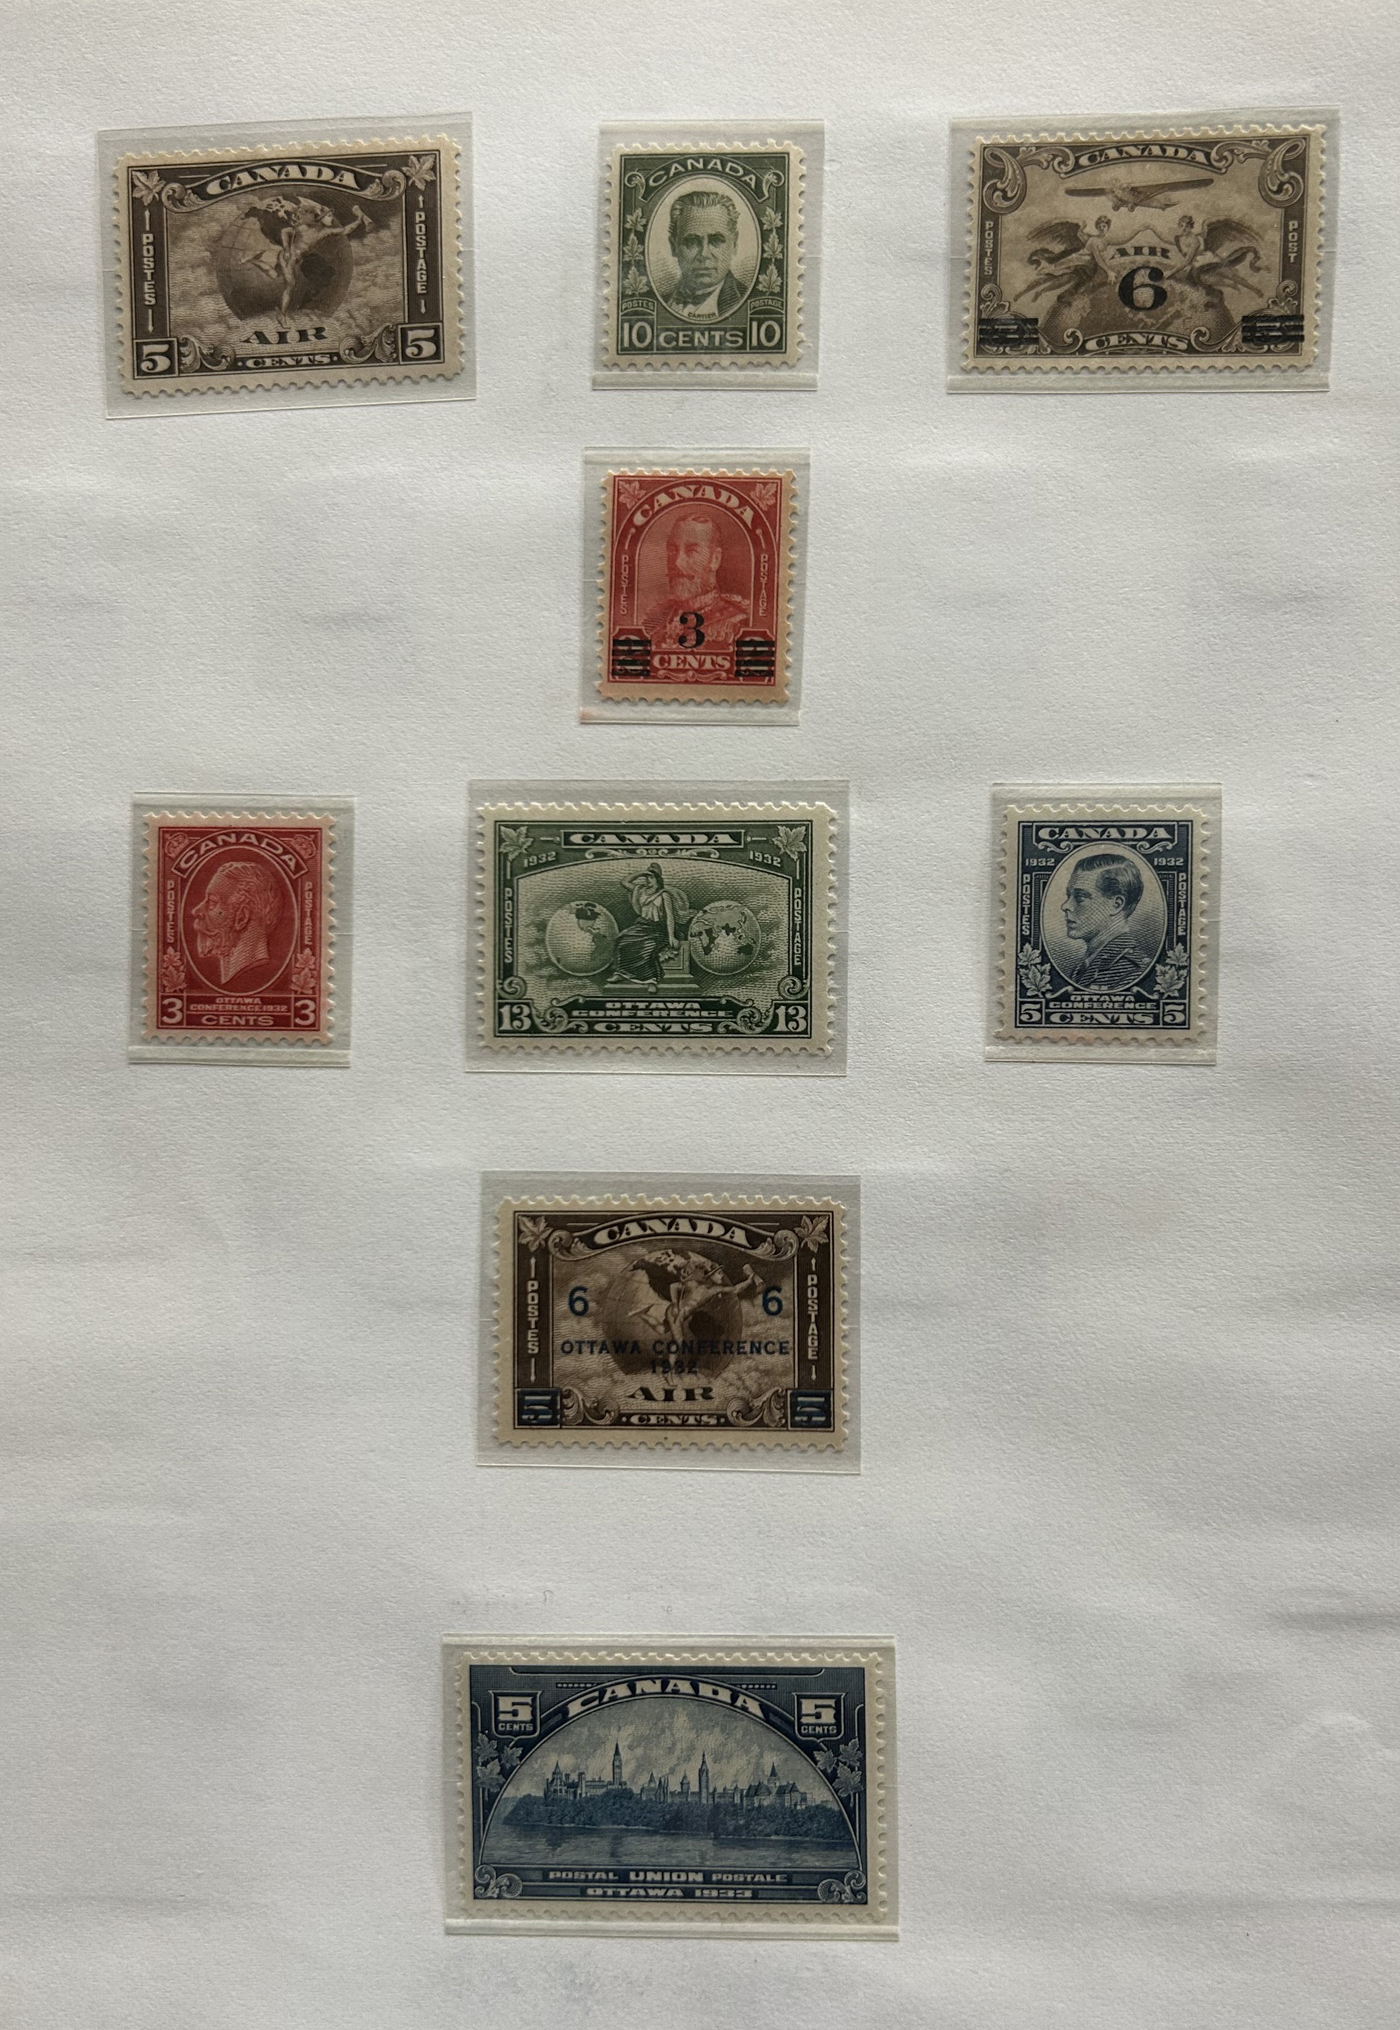 CANADA
POSTES
POSTAGE
AIR
5 CENTS 5
CANADA
CARTIER
POSTES POSTAGE
10 CENTS 10
CANADA
POSTES
POST
AIR
6
CENTS
CANADA
POSTES
POSTAGE
3
CENTS
CANADA
POSTES
POSTAGE
OTTAWA
CONFERENCE 1932
3 CENTS 3
CANADA
1932 1932
POSTES
POSTAGE
OTTAWA
CONFERENCE
13 CENTS 13
CANADA
1932 1932
POSTES
POSTAGE
OTTAWA
CONFERENCE
5 CENTS 5
CANADA
POSTES
POSTAGE
6 6
OTTAWA CONFERENCE
1932
AIR
5 CENTS 5
CANADA
5 CENTS
5 CENTS
POSTAL UNION POSTALE
OTTAWA 1933